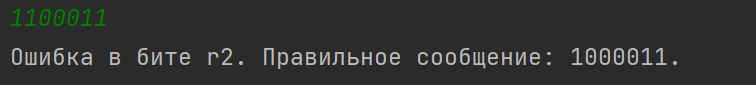 1100011
Ошибка в бите r2. Правильное сообщение: 1000011.